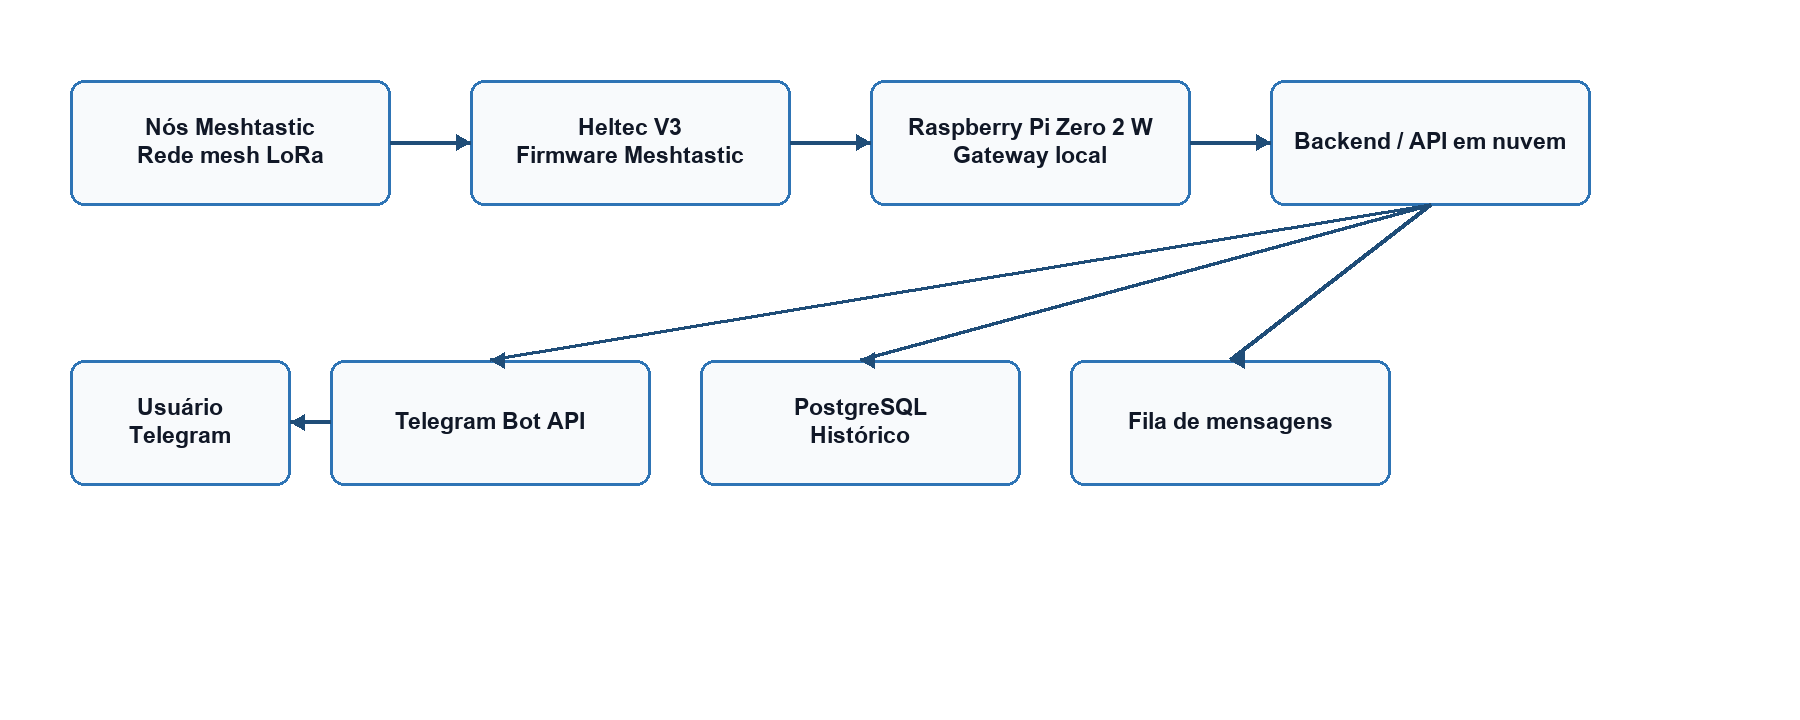 Nós Meshtastic
Rede mesh LoRa
Heltec V3
Firmware Meshtastic
Raspberry Pi Zero 2 W
Gateway local
Backend / API em nuvem
Usuário
Telegram
Telegram Bot API
PostgreSQL
Histórico
Fila de mensagens